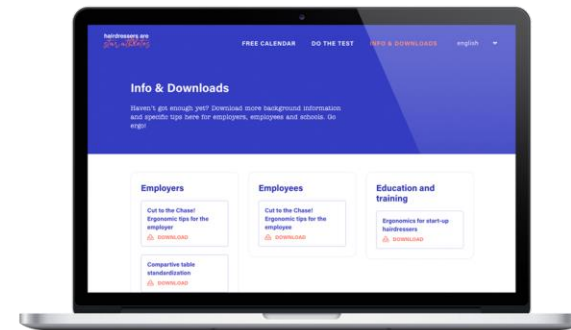 hairdressers are
star athletes
FREE CALENDAR
DO THE TEST
INFO & DOWNLOADS
english
Info & Downloads
Haven't got enough yet? Download more background information
and specific tips here for employers, employees and schools. Go
ergo!
Employers
Cut to the Chase!
Ergonomic tips for the
employer
DOWNLOAD
Compartive table
standardization
DOWNLOAD
Employees
Cut to the Chase!
Ergonomic tips for the
employee
DOWNLOAD
Education and
training
Ergonomics for start-up
hairdressers
DOWNLOAD